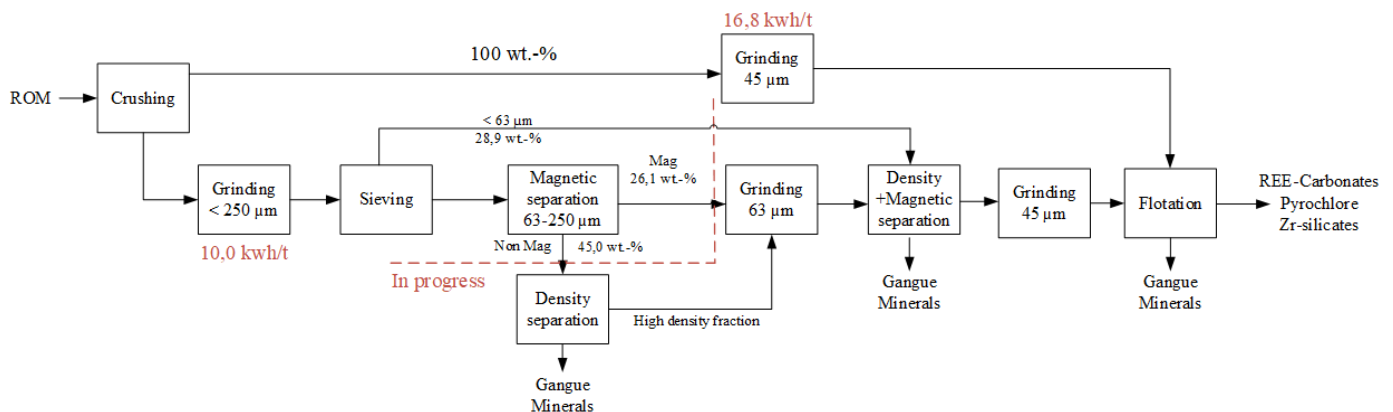 16,8 kwh/t
100 wt.-%
Grinding
45 µm
ROM
Crushing
< 63 µm
28,9 wt.-%
Mag
26,1 wt.-%
Grinding
< 250 µm
Sieving
Magnetic
separation
63-250 µm
Grinding
63 µm
Density
+Magnetic
separation
Grinding
45 µm
Flotation
REE-Carbonates
Pyrochlore
Zr-silicates
10,0 kwh/t
Non Mag
45,0 wt.-%
In progress
Density
separation
High density fraction
Gangue
Minerals
Gangue
Minerals
Gangue
Minerals